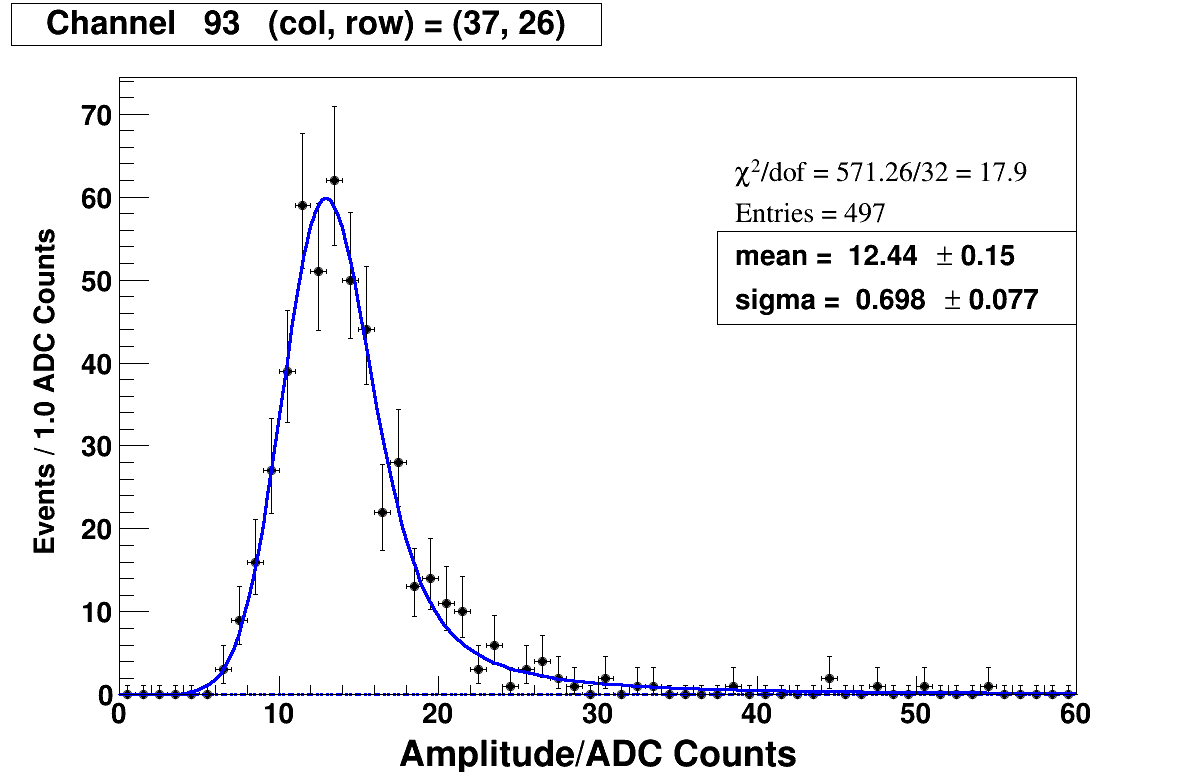 Channel 93 (col, row) = (37, 26)
χ²/dof = 571.26/32 = 17.9
Entries = 497
mean = 12.44 ± 0.15
sigma = 0.698 ± 0.077
Events / 1.0 ADC Counts
70
60
50
40
30
20
10
0
0 10 20 30 40 50 60
Amplitude/ADC Counts